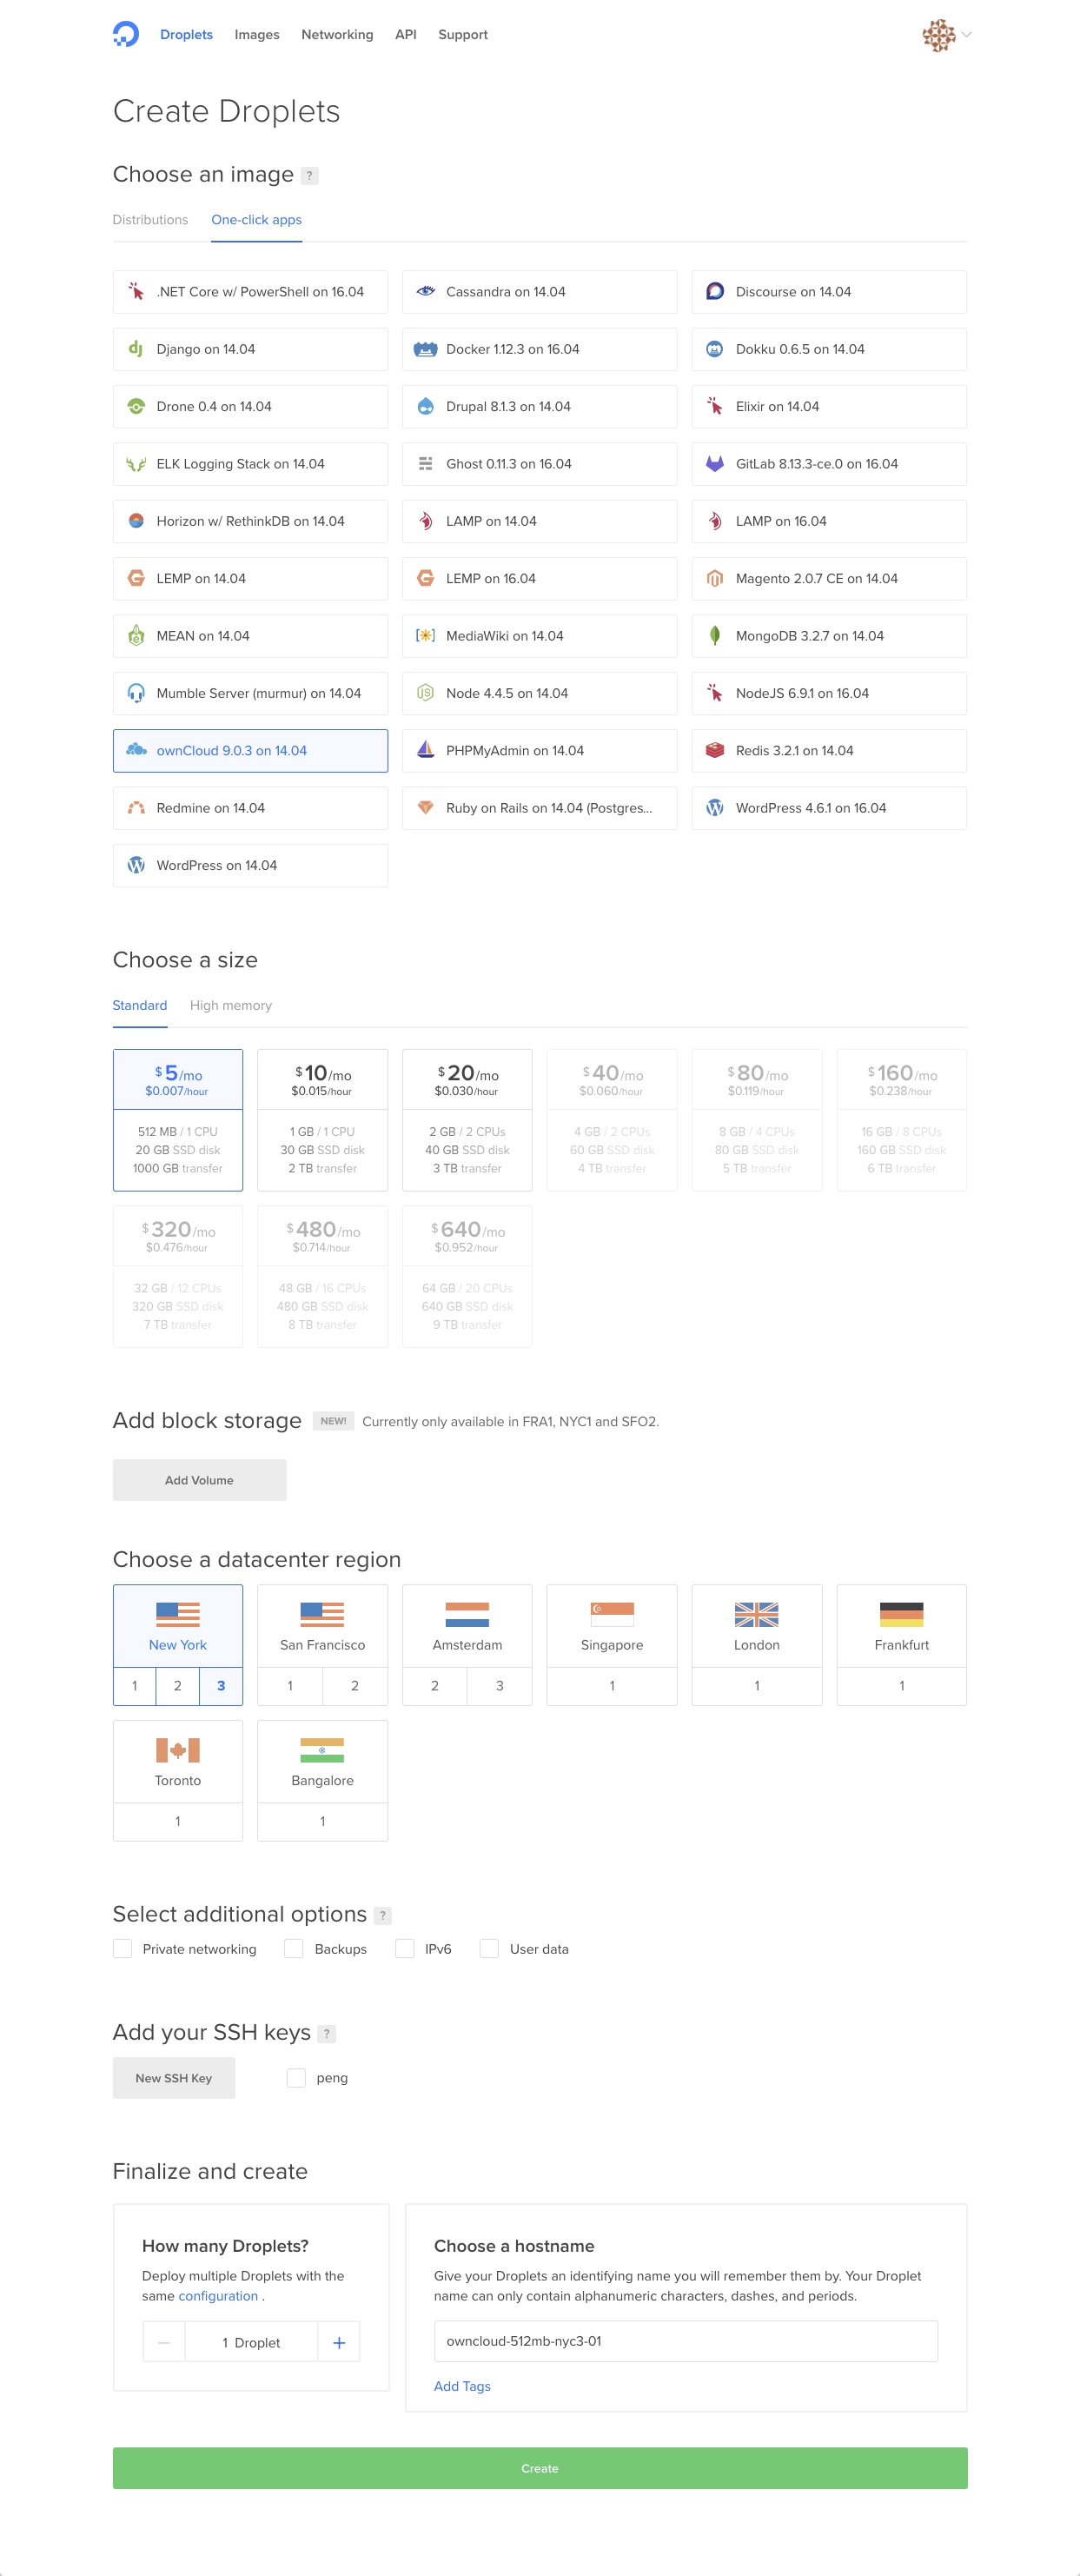 Droplets Images Networking API Support
Create Droplets
Choose an image ?
Distributions One-click apps
.NET Core w/ PowerShell on 16.04 Cassandra on 14.04 Discourse on 14.04
Django on 14.04 Docker 1.12.3 on 16.04 Dokku 0.6.5 on 14.04
Drone 0.4 on 14.04 Drupal 8.1.3 on 14.04 Elixir on 14.04
ELK Logging Stack on 14.04 Ghost 0.11.3 on 16.04 GitLab 8.13.3-ce.0 on 16.04
Horizon w/ RethinkDB on 14.04 LAMP on 14.04 LAMP on 16.04
LEMP on 14.04 LEMP on 16.04 Magento 2.0.7 CE on 14.04
MEAN on 14.04 MediaWiki on 14.04 MongoDB 3.2.7 on 14.04
Mumble Server (murmur) on 14.04 Node 4.4.5 on 14.04 NodeJS 6.9.1 on 16.04
ownCloud 9.0.3 on 14.04 PHPMyAdmin on 14.04 Redis 3.2.1 on 14.04
Redmine on 14.04 Ruby on Rails on 14.04 (Postgres... WordPress 4.6.1 on 16.04
WordPress on 14.04
Choose a size
Standard High memory
$5/mo $10/mo $20/mo $40/mo $80/mo $160/mo
$0.007/hour $0.015/hour $0.030/hour $0.060/hour $0.119/hour $0.238/hour
512 MB / 1 CPU 1 GB / 1 CPU 2 GB / 2 CPUs 4 GB / 2 CPUs 8 GB / 4 CPUs 16 GB / 8 CPUs
20 GB SSD disk 30 GB SSD disk 40 GB SSD disk 60 GB SSD disk 80 GB SSD disk 160 GB SSD disk
1000 GB transfer 2 TB transfer 3 TB transfer 4 TB transfer 5 TB transfer 6 TB transfer
$320/mo $480/mo $640/mo
$0.476/hour $0.714/hour $0.952/hour
32 GB / 12 CPUs 48 GB / 16 CPUs 64 GB / 20 CPUs
320 GB SSD disk 480 GB SSD disk 640 GB SSD disk
7 TB transfer 8 TB transfer 9 TB transfer
Add block storage NEW! Currently only available in FRA1, NYC1 and SFO2.
Add Volume
Choose a datacenter region
New York San Francisco Amsterdam Singapore London Frankfurt
1 2 3 1 2 2 3 1 1 1
Toronto Bangalore
1 1
Select additional options ?
Private networking Backups IPv6 User data
Add your SSH keys ?
New SSH Key peng
Finalize and create
How many Droplets?
Deploy multiple Droplets with the
same configuration .
− 1 Droplet +
Choose a hostname
Give your Droplets an identifying name you will remember them by. Your Droplet
name can only contain alphanumeric characters, dashes, and periods.
owncloud-512mb-nyc3-01
Add Tags
Create